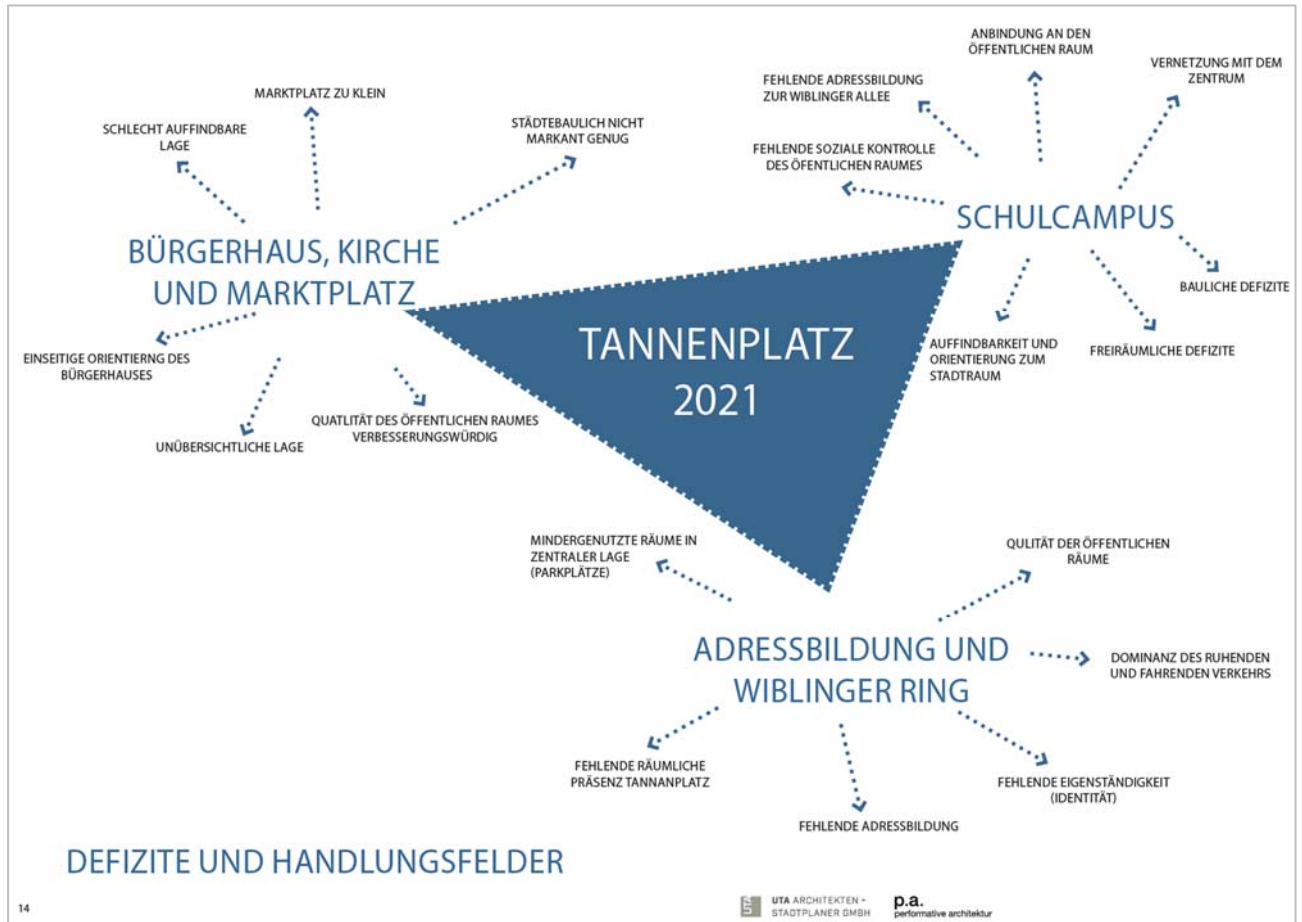 MARKTPLATZ ZU KLEIN
SCHLECHT AUFFINDBARE
LAGE
STÄDTEBAULICH NICHT
MARKANT GENUG
BÜRGERHAUS, KIRCHE
UND MARKTPLATZ
EINSEITIGE ORIENTIERNG DES
BÜRGERHAUSES
UNÜBERSICHTLICHE LAGE
QUATLITÄT DES ÖFFENTLICHEN RAUMES
VERBESSERUNGSWÜRDIG
ANBINDUNG AN DEN
ÖFFENTLICHEN RAUM
VERNETZUNG MIT DEM
ZENTRUM
FEHLENDE ADRESSBILDUNG
ZUR WIBLINGER ALLEE
FEHLENDE SOZIALE KONTROLLE
DES ÖFENTLICHEN RAUMES
SCHULCAMPUS
BAULICHE DEFIZITE
AUFFINDBARKEIT UND
ORIENTIERUNG ZUM
STADTRAUM
FREIRÄUMLICHE DEFIZITE
TANNENPLATZ
2021
MINDERGENUTZTE RÄUME IN
ZENTRALER LAGE
(PARKPLÄTZE)
QULITÄT DER ÖFFENTLICHEN
RÄUME
ADRESSBILDUNG UND
WIBLINGER RING
DOMINANZ DES RUHENDEN
UND FAHRENDEN VERKEHRS
FEHLENDE RÄUMLICHE
PRÄSENZ TANNANPLATZ
FEHLENDE EIGENSTÄNDIGKEIT
(IDENTITÄT)
FEHLENDE ADRESSBILDUNG
DEFIZITE UND HANDLUNGSFELDER
14
UTA
UTA ARCHITEKTEN -
STADTPLANER GMBH
p.a.
performative architektur